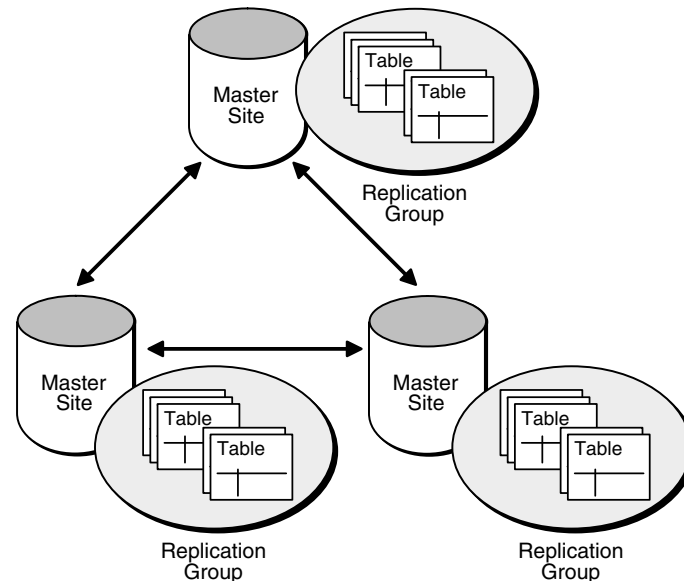 Master
Site
Table
Table
Replication
Group
Master
Site
Table
Table
Replication
Group
Master
Site
Table
Table
Replication
Group